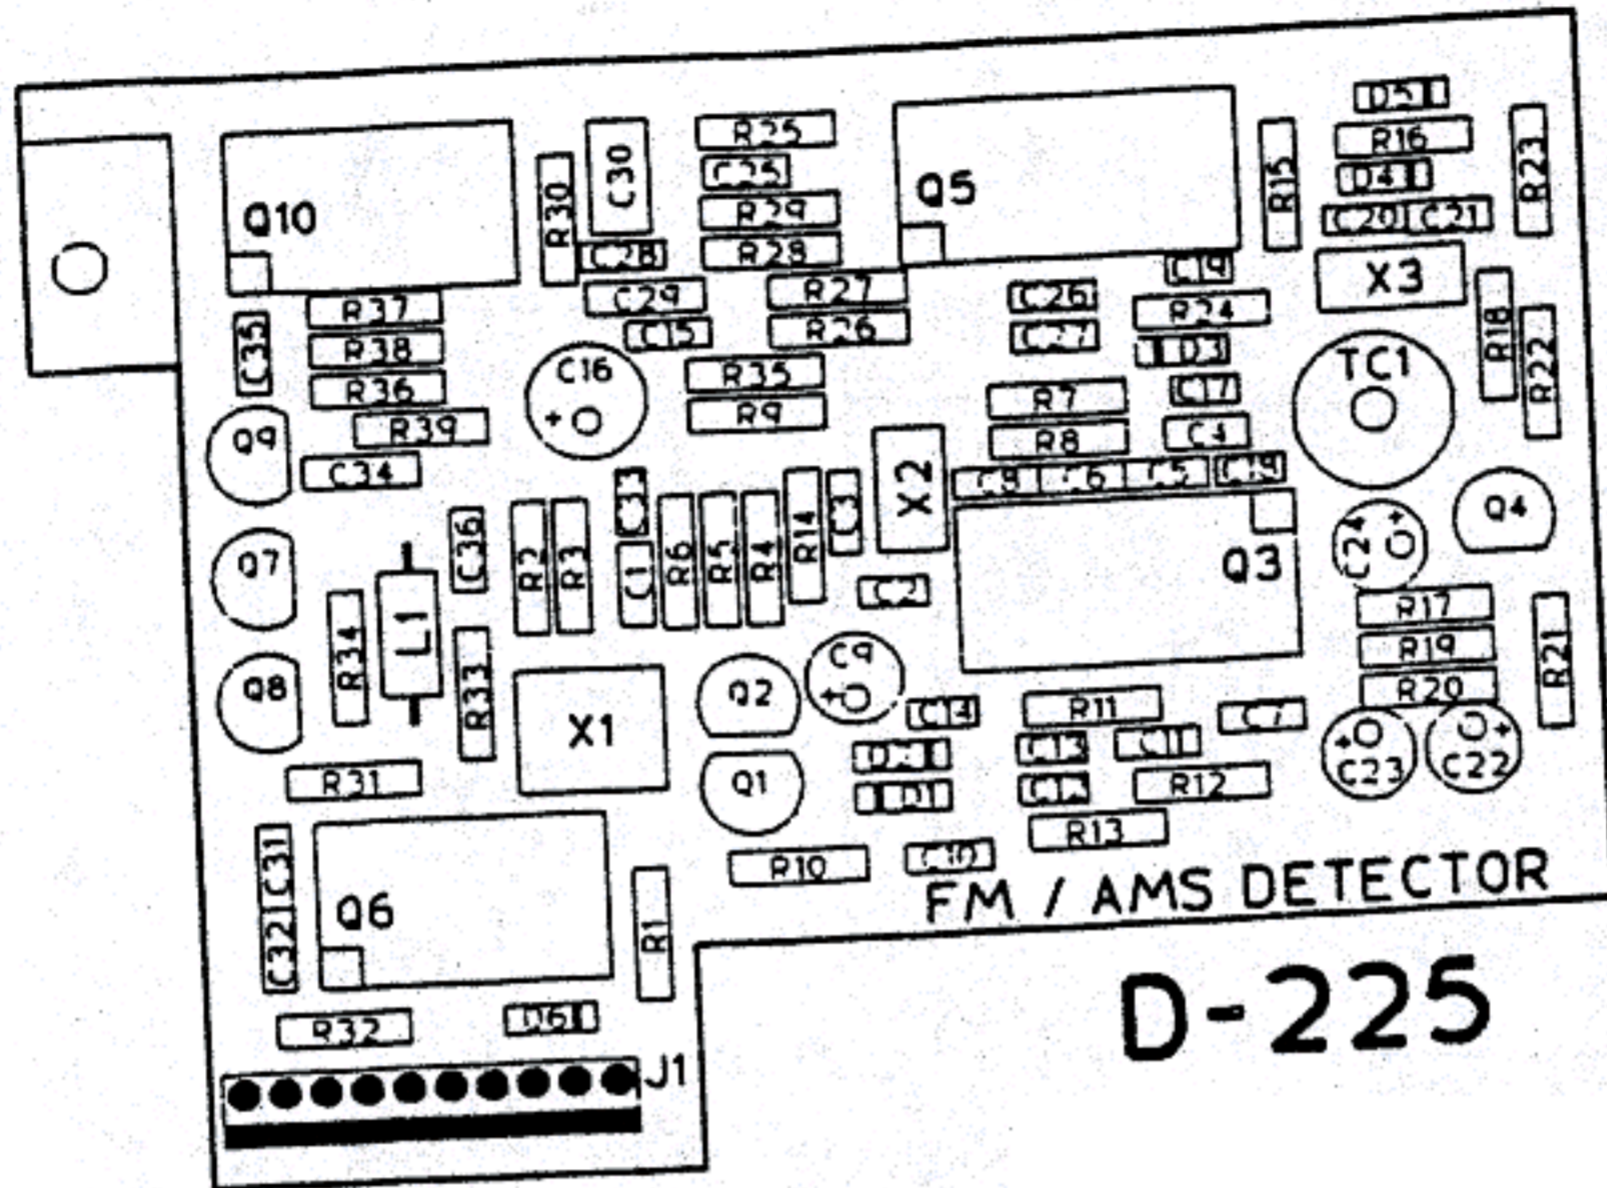 D5
R25
R16
R23
C30
C25
R15
D4
R30
Q5
R29
C20
C21
Q10
R28
C28
C19
X3
R27
C29
C26
R37
R24
C15
R26
C27
R18
C35
R38
D3
R22
TC1
C16
+
R35
R36
R7
C17
R9
R39
R8
C4
Q9
C34
X2
C8
C6
C5
C33
C3
R14
C36
R2
R3
C1
R6
R5
R4
Q3
C24
+
Q4
Q7
C2
L1
R17
R34
R19
R21
C9
+
R33
Q8
Q2
R20
X1
C14
R11
C7
C13
C11
+
C23
+
C22
R31
Q1
D2
D1
C12
R12
R13
R10
C10
C31
FM / AMS DETECTOR
Q6
R1
C32
D-225
R32
D6
J1